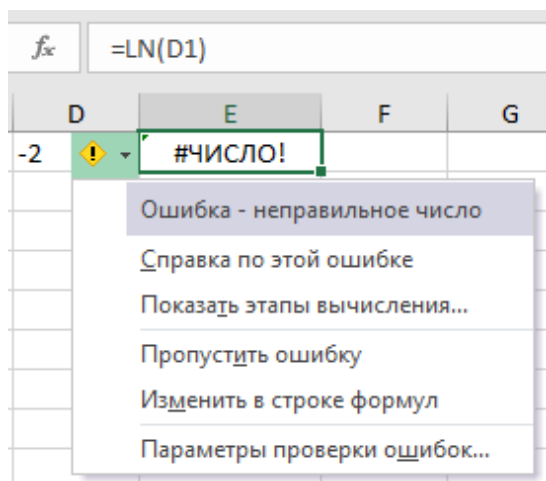 fx =LN(D1)
D E F G
-2 #ЧИСЛО!
Ошибка - неправильное число
Справка по этой ошибке
Показать этапы вычисления...
Пропустить ошибку
Изменить в строке формул
Параметры проверки ошибок...